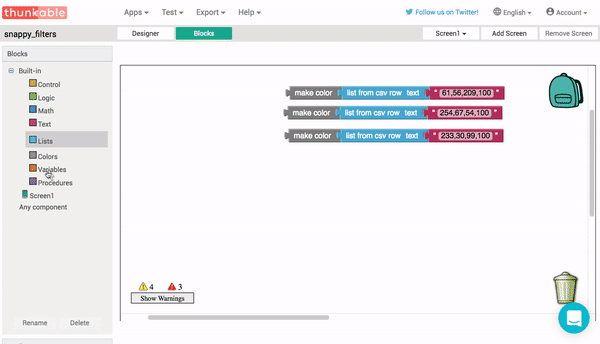 thunkable
Apps Test Export Help
Follow us on Twitter!
English
Account
snappy_filters
Designer
Blocks
Screen1
Add Screen
Remove Screen
Blocks
Built-in
Control
Logic
Math
Text
Lists
Colors
Variables
Procedures
Screen1
Any component
Rename
Delete
make color list from csv row text " 61,56,209,100 "
make color list from csv row text " 254,67,54,100 "
make color list from csv row text " 233,30,99,100 "
4 3
Show Warnings